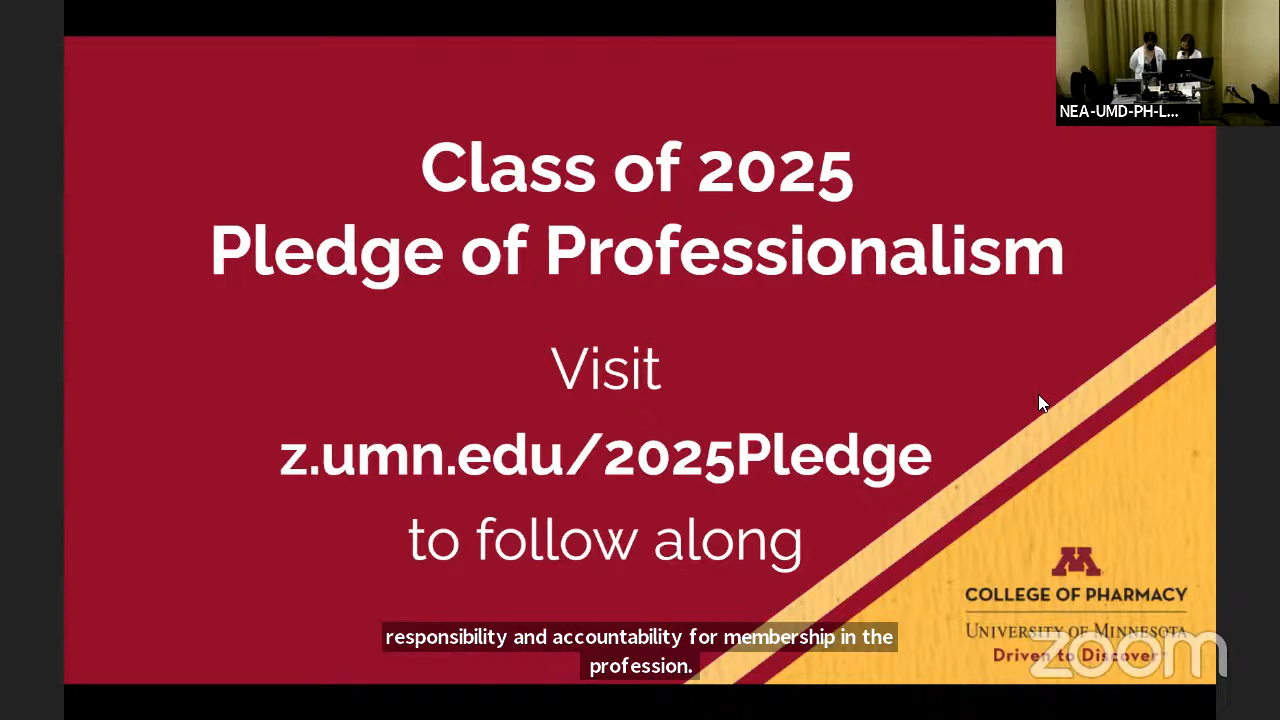 NEA-UMD-PH-L...
Class of 2025
Pledge of Professionalism
Visit
z.umn.edu/2025Pledge
to follow along
M
COLLEGE OF PHARMACY
UNIVERSITY OF MINNESOTA
Driven to Discover
zoom
responsibility and accountability for membership in the
profession.